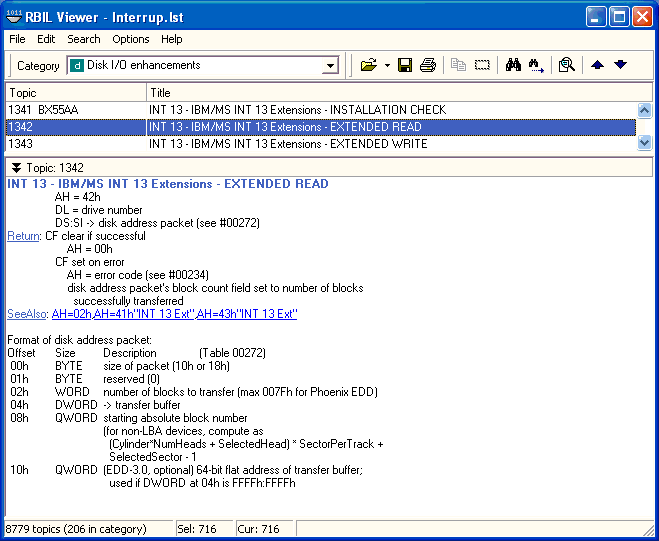 1011
RBIL Viewer - Interrup.lst
File Edit Search Options Help
Category d Disk I/O enhancements
Topic Title
1341 BX55AA INT 13 - IBM/MS INT 13 Extensions - INSTALLATION CHECK
1342 INT 13 - IBM/MS INT 13 Extensions - EXTENDED READ
1343 INT 13 - IBM/MS INT 13 Extensions - EXTENDED WRITE
Topic: 1342
INT 13 - IBM/MS INT 13 Extensions - EXTENDED READ
AH = 42h
DL = drive number
DS:SI -> disk address packet (see #00272)
Return: CF clear if successful
AH = 00h
CF set on error
AH = error code (see #00234)
disk address packet's block count field set to number of blocks
successfully transferred
SeeAlso: AH=02h,AH=41h"INT 13 Ext",AH=43h"INT 13 Ext"
Format of disk address packet:
Offset Size Description (Table 00272)
00h BYTE size of packet (10h or 18h)
01h BYTE reserved (0)
02h WORD number of blocks to transfer (max 007Fh for Phoenix EDD)
04h DWORD -> transfer buffer
08h QWORD starting absolute block number
(for non-LBA devices, compute as
(Cylinder*NumHeads + SelectedHead) * SectorPerTrack +
SelectedSector - 1
10h QWORD (EDD-3.0, optional) 64-bit flat address of transfer buffer;
used if DWORD at 04h is FFFFh:FFFFh
8779 topics (206 in category) Sel: 716 Cur: 716